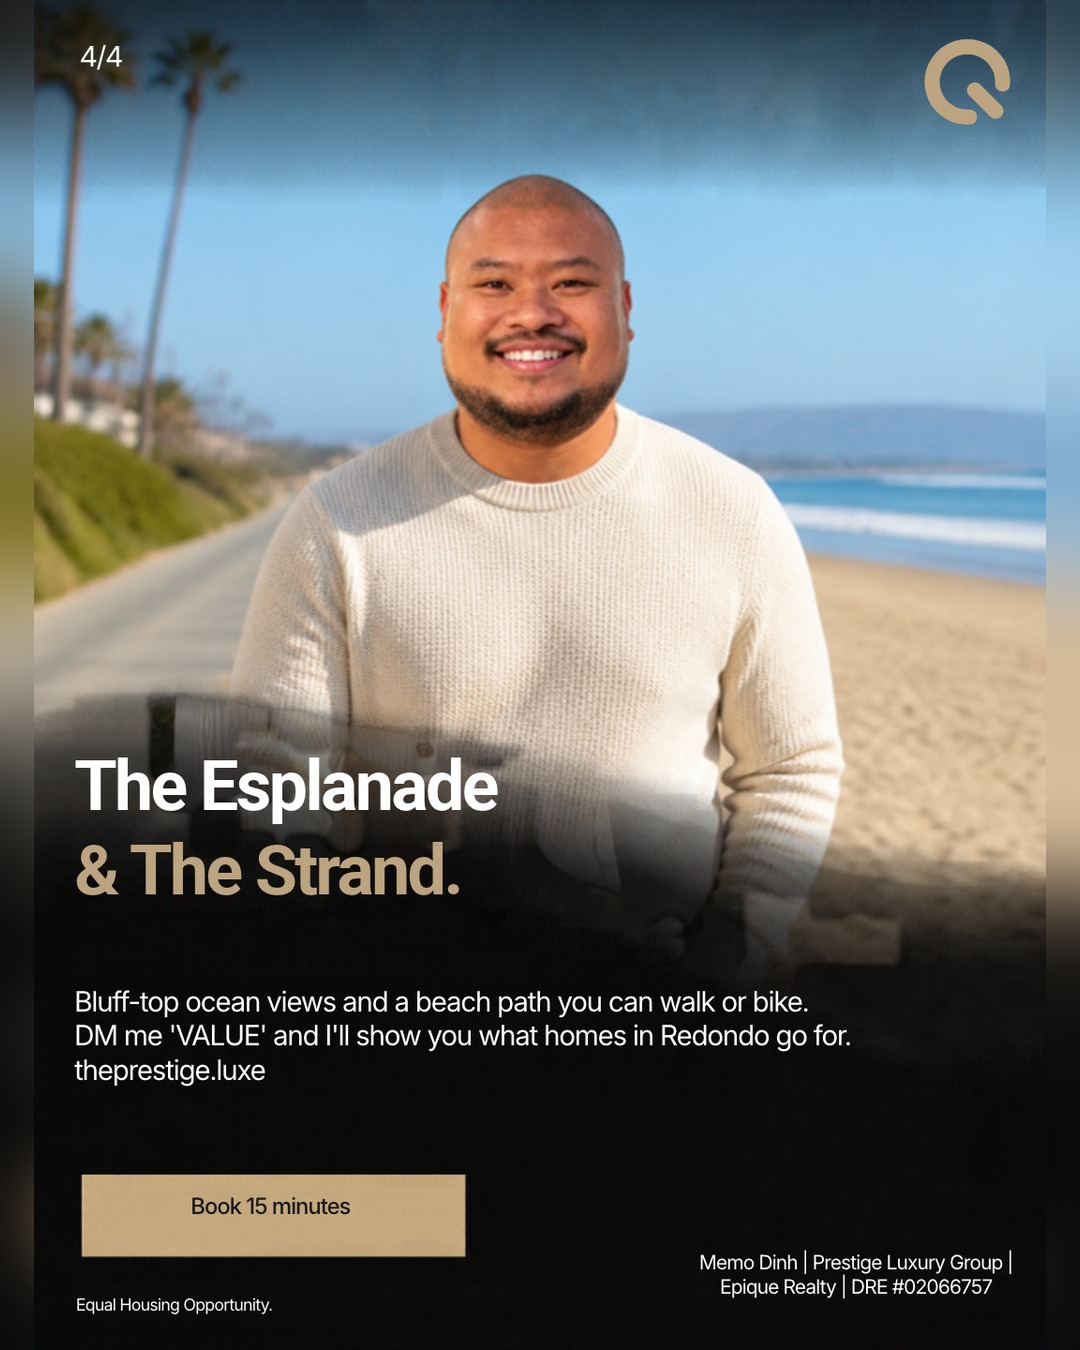 4/4
The Esplanade
& The Strand.
Bluff-top ocean views and a beach path you can walk or bike.
DM me 'VALUE' and I'll show you what homes in Redondo go for.
theprestige.luxe
Book 15 minutes
Memo Dinh | Prestige Luxury Group |
Epique Realty | DRE #02066757
Equal Housing Opportunity.